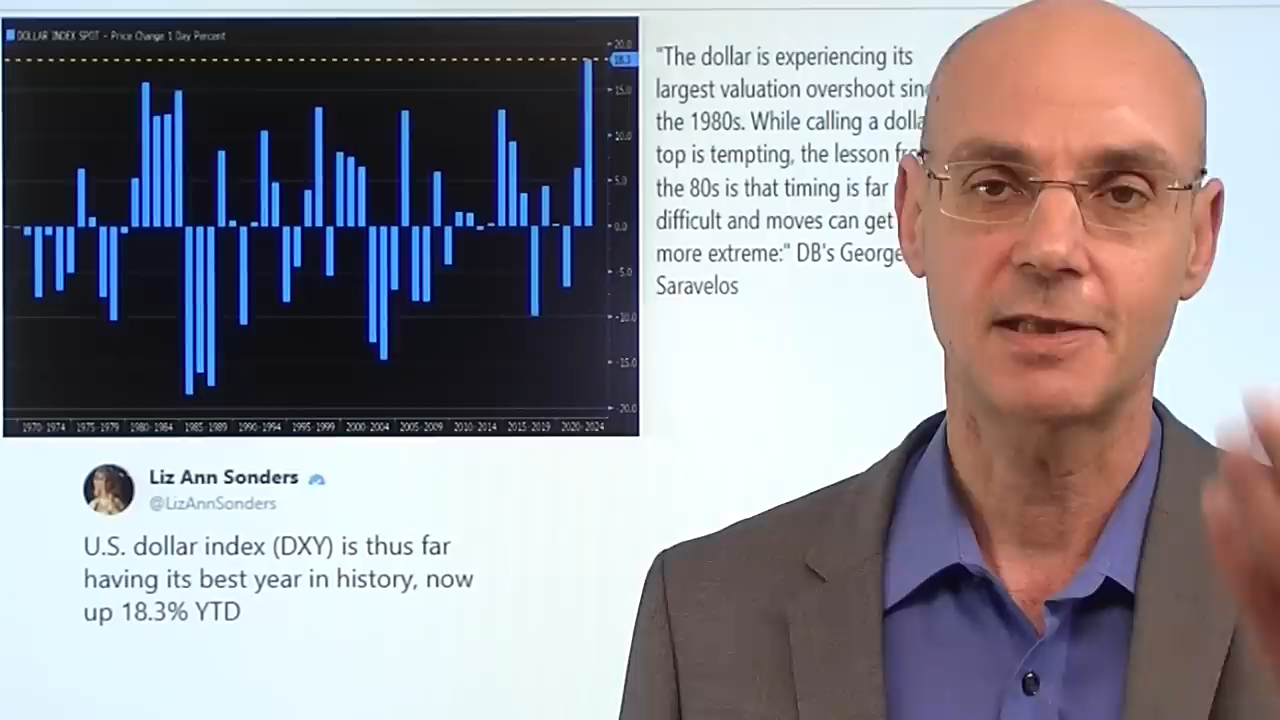 DOLLAR INDEX SPOT - Price Change 1 Day Percent
20.0
18.3
15.0
10.0
5.0
0.0
-5.0
-10.0
-15.0
-20.0
1970-1974 1975-1979 1980-1984 1985-1989 1990-1994 1995-1999 2000-2004 2005-2009 2010-2014 2015-2019 2020-2024
"The dollar is experiencing its
largest valuation overshoot
the 1980s. While calling a
top is tempting, the lesson
the 80s is that timing is far
difficult and moves can get
more extreme:" DB's George
Saravelos
Liz Ann Sonders
@LizAnnSonders
U.S. dollar index (DXY) is thus far
having its best year in history, now
up 18.3% YTD